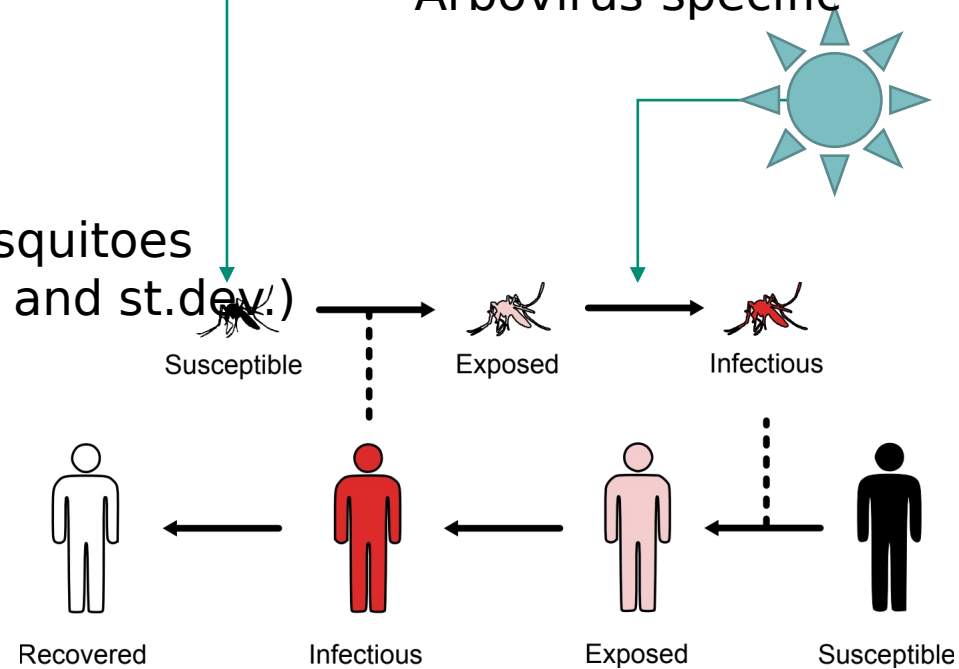 Arbovirus specific
squitoes
and st.dev.)
Susceptible
Exposed
Infectious
Recovered
Infectious
Exposed
Susceptible